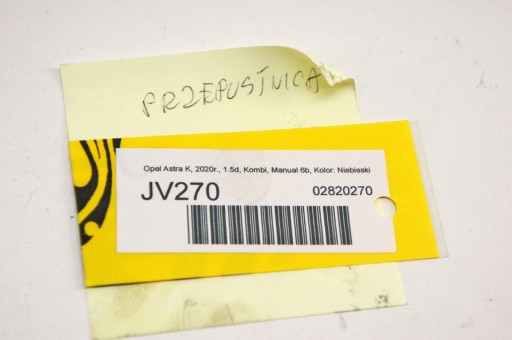 PRZEPUSTNICA
Opel Astra K, 2020r., 1.5d, Kombi, Manual 6b, Kolor: Niebieski
JV270
02820270